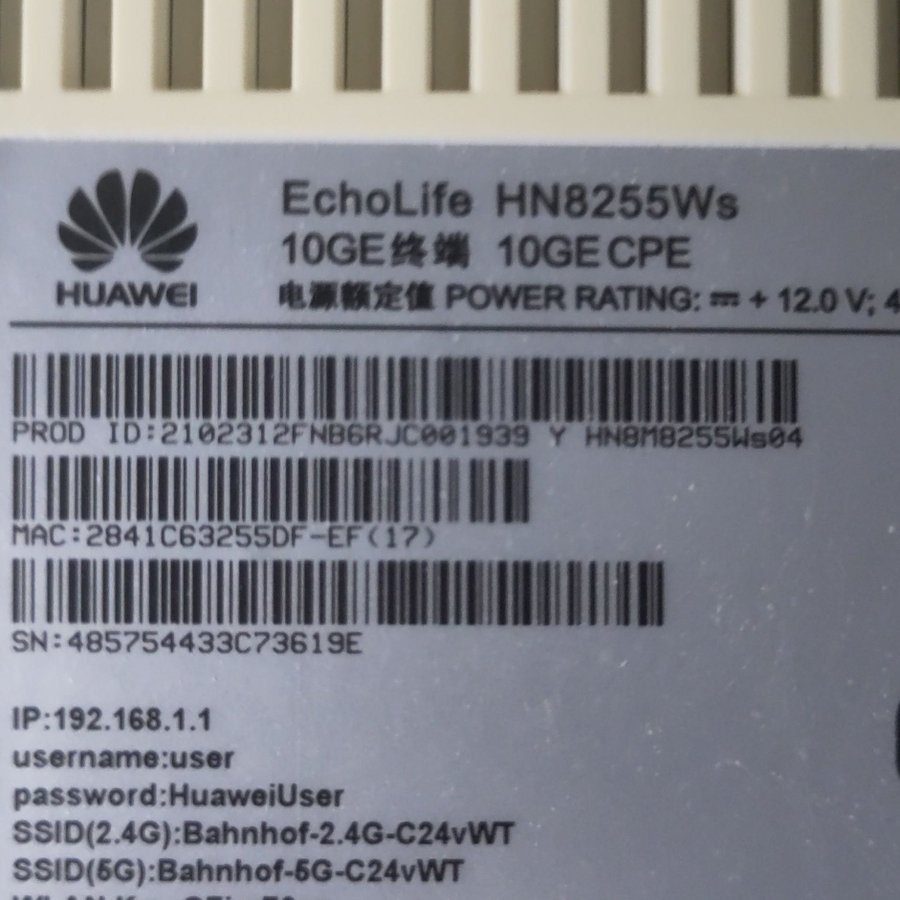 HUAWEI
EchoLife HN8255Ws
10GE终端 10GE CPE
电源额定值 POWER RATING: ⎓ + 12.0 V; 4
PROD ID:2102312FNB6RJC001939 Y HN8M8255Ws04
MAC:2841C63255DF-EF(17)
SN:485754433C73619E
IP:192.168.1.1
username:user
password:HuaweiUser
SSID(2.4G):Bahnhof-2.4G-C24vWT
SSID(5G):Bahnhof-5G-C24vWT